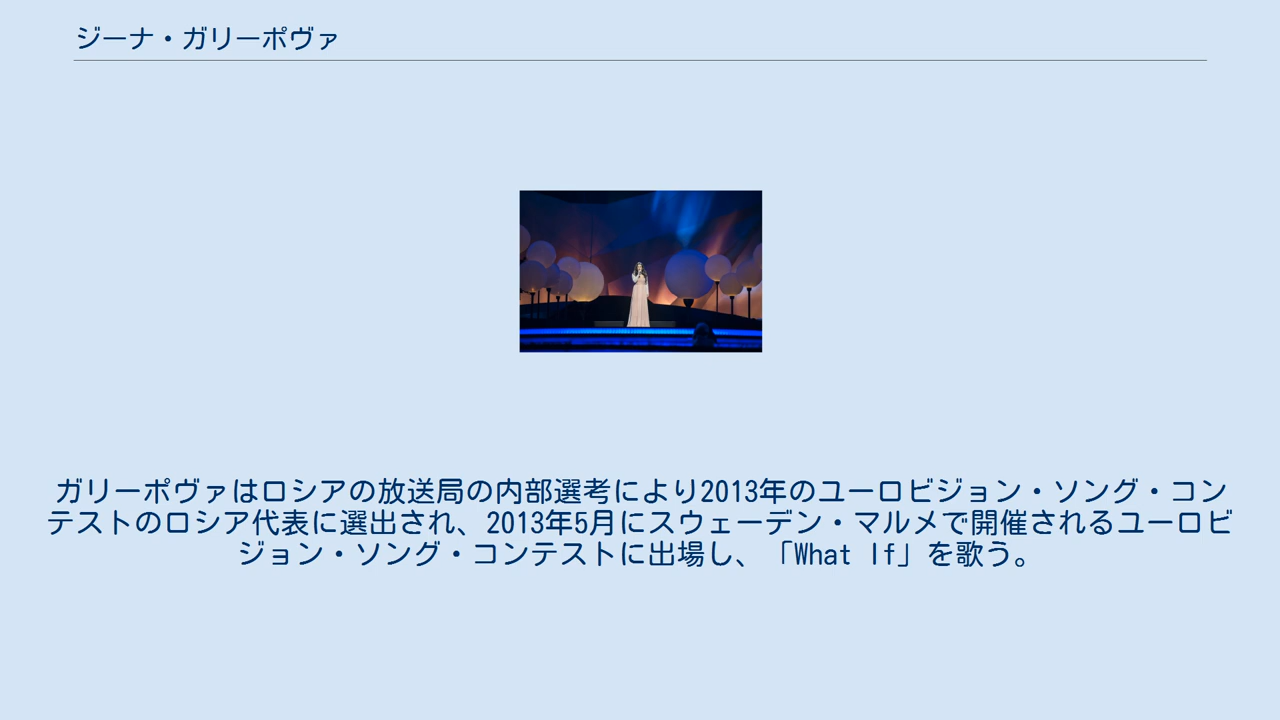 ジーナ・ガリーポヴァ
ガリーポヴァはロシアの放送局の内部選考により2013年のユーロビジョン・ソング・コン
テストのロシア代表に選出され、2013年5月にスウェーデン・マルメで開催されるユーロビ
ジョン・ソング・コンテストに出場し、「What If」を歌う。